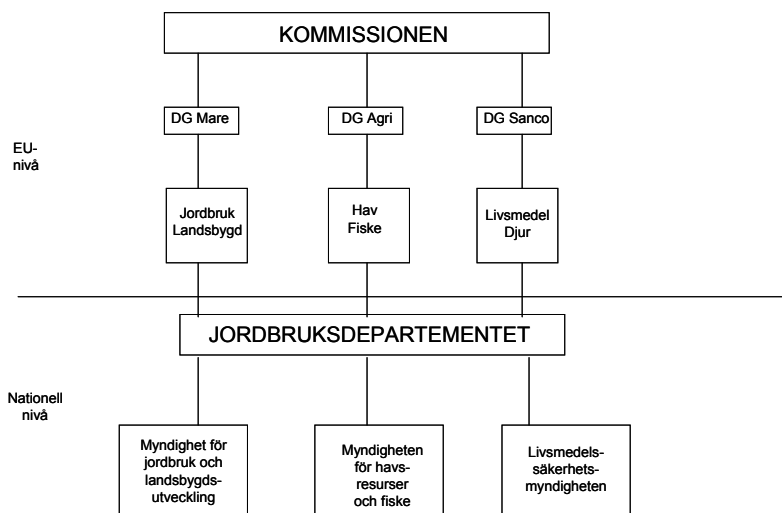 KOMMISSIONEN
DG Mare
DG Agri
DG Sanco
EU-
nivå
Jordbruk
Landsbygd
Hav
Fiske
Livsmedel
Djur
JORDBRUKSDEPARTEMENTET
Nationell
nivå
Myndighet för
jordbruk och
landsbygds-
utveckling
Myndigheten
för havs-
resurser
och fiske
Livsmedels-
säkerhets-
myndigheten